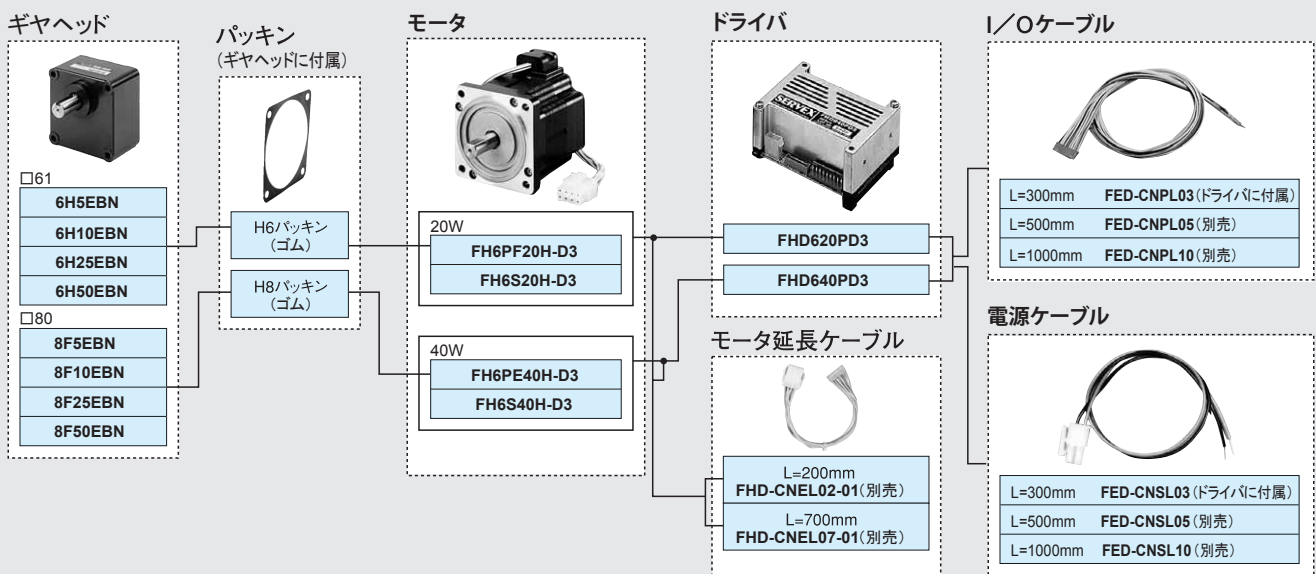 ギヤヘッド
□61
6H5EBN
6H10EBN
6H25EBN
6H50EBN
□80
8F5EBN
8F10EBN
8F25EBN
8F50EBN
パッキン
(ギヤヘッドに付属)
H6パッキン
(ゴム)
H8パッキン
(ゴム)
モータ
20W
FH6PF20H-D3
FH6S20H-D3
40W
FH6PE40H-D3
FH6S40H-D3
ドライバ
SERVEX
FHD620PD3
FHD640PD3
モータ延長ケーブル
L=200mm
FHD-CNEL02-01(別売)
L=700mm
FHD-CNEL07-01(別売)
I/Oケーブル
L=300mm FED-CNPL03(ドライバに付属)
L=500mm FED-CNPL05(別売)
L=1000mm FED-CNPL10(別売)
電源ケーブル
L=300mm FED-CNSL03(ドライバに付属)
L=500mm FED-CNSL05(別売)
L=1000mm FED-CNSL10(別売)